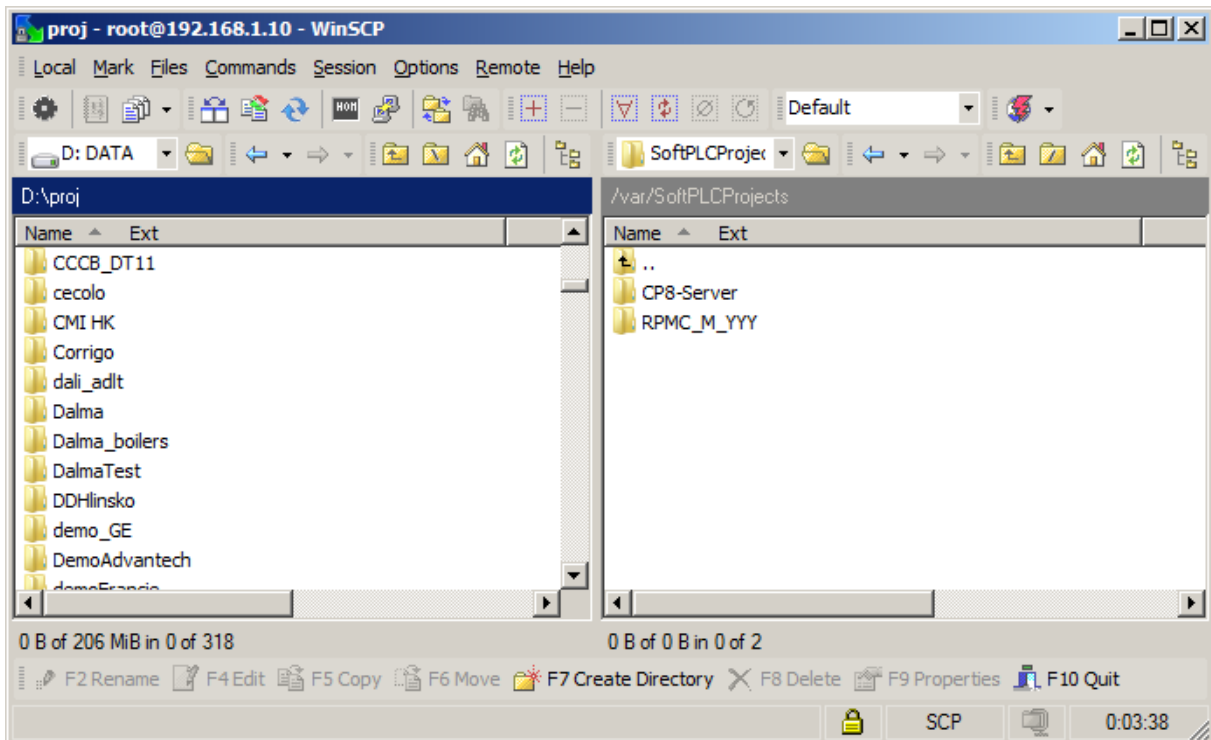 proj - root@192.168.1.10 - WinSCP
Local Mark Files Commands Session Options Remote Help
Default
D: DATA
SoftPLCProjec
D:\proj
/var/SoftPLCProjects
Name Ext
CCCB_DT11
cecolo
CMI HK
Corrigo
dali_adlt
Dalma
Dalma_boilers
DalmaTest
DDHlinsko
demo_GE
DemoAdvantech
demoFrancie
Name Ext
..
CP8-Server
RPMC_M_YYY
0 B of 206 MiB in 0 of 318
0 B of 0 B in 0 of 2
F2 Rename F4 Edit F5 Copy F6 Move F7 Create Directory F8 Delete F9 Properties F10 Quit
SCP 0:03:38